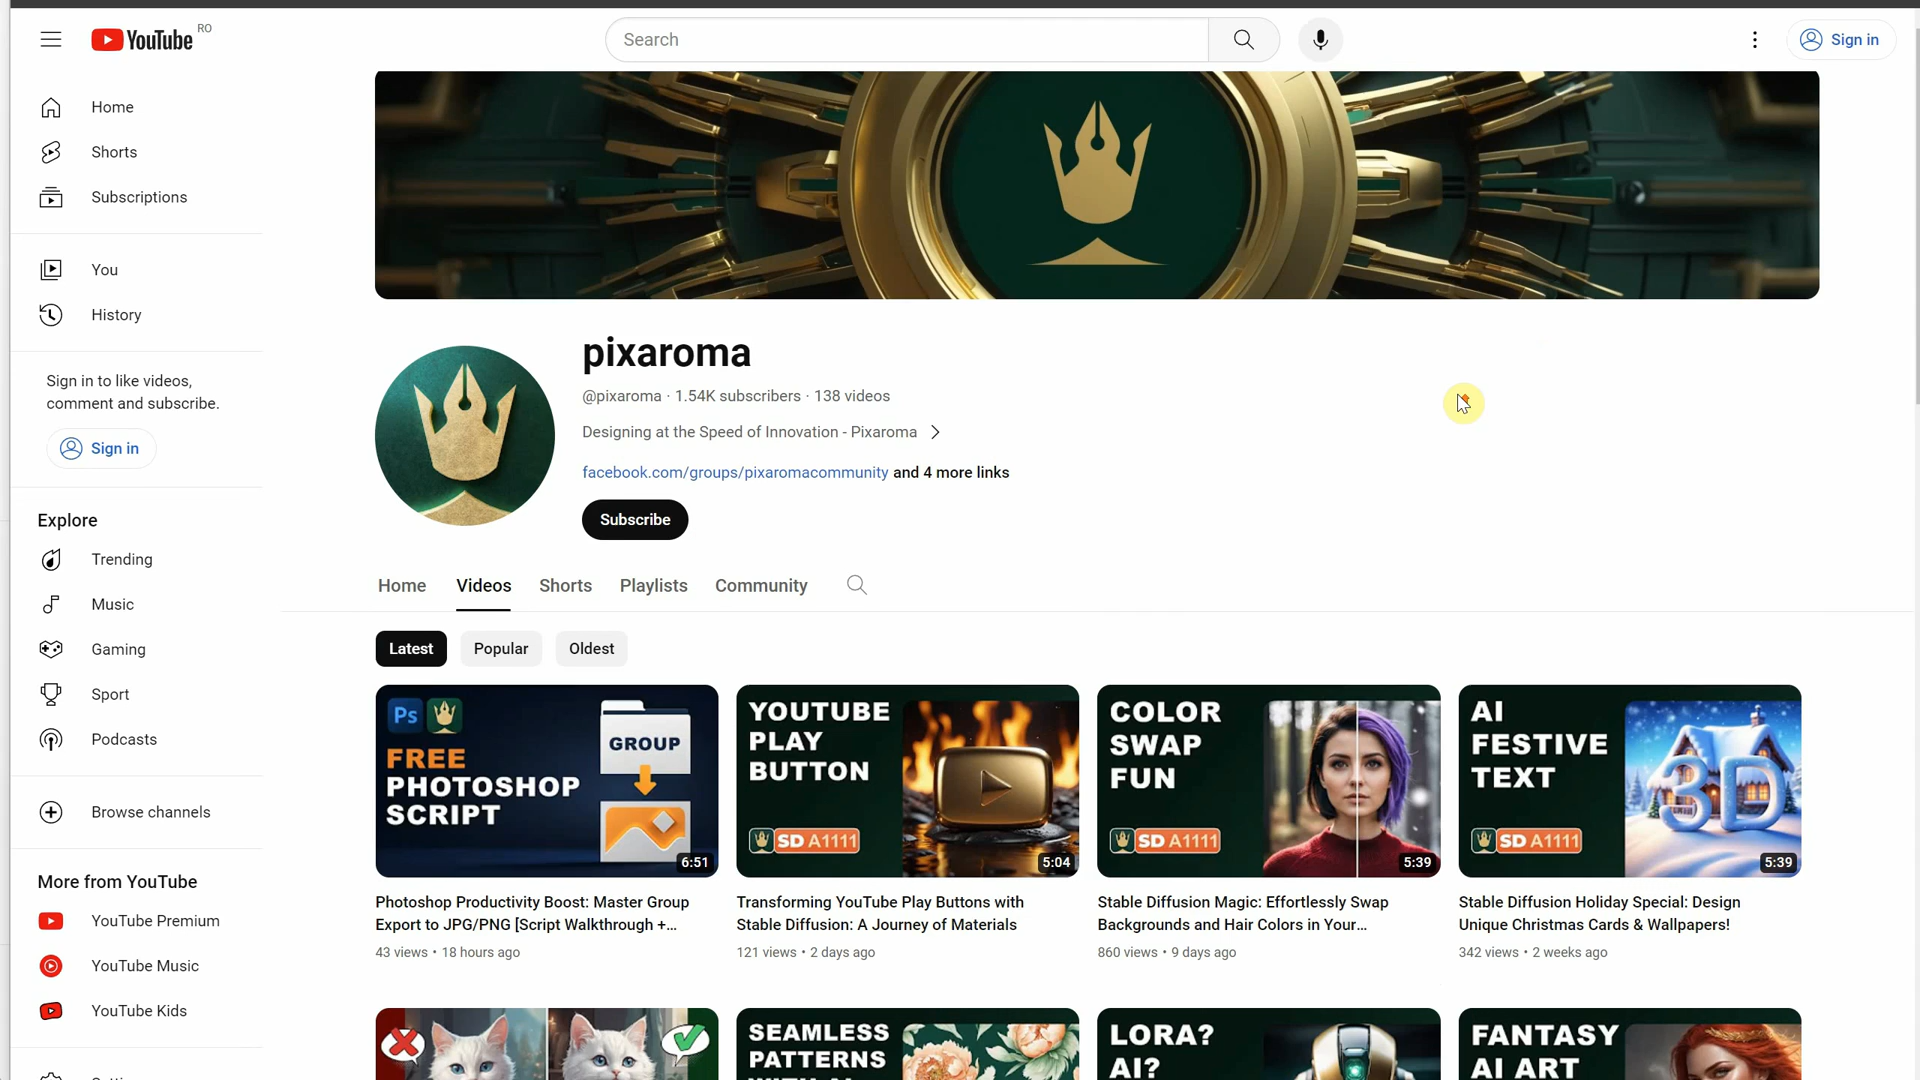 YouTube RO
Search
Sign in
Home
Shorts
Subscriptions
You
History
Sign in to like videos,
comment and subscribe.
Sign in
Explore
Trending
Music
Gaming
Sport
Podcasts
Browse channels
More from YouTube
YouTube Premium
YouTube Music
YouTube Kids
pixaroma
@pixaroma · 1.54K subscribers · 138 videos
Designing at the Speed of Innovation - Pixaroma
facebook.com/groups/pixaromacommunity and 4 more links
Subscribe
Home Videos Shorts Playlists Community
Latest Popular Oldest
Ps
FREE
PHOTOSHOP
SCRIPT
GROUP
6:51
Photoshop Productivity Boost: Master Group
Export to JPG/PNG [Script Walkthrough +...
43 views • 18 hours ago
YOUTUBE
PLAY
BUTTON
SD A1111
5:04
Transforming YouTube Play Buttons with
Stable Diffusion: A Journey of Materials
121 views • 2 days ago
COLOR
SWAP
FUN
SD A1111
5:39
Stable Diffusion Magic: Effortlessly Swap
Backgrounds and Hair Colors in Your...
860 views • 9 days ago
AI
FESTIVE
TEXT
3D
SD A1111
5:39
Stable Diffusion Holiday Special: Design
Unique Christmas Cards & Wallpapers!
342 views • 2 weeks ago
SEAMLESS
PATTERNS
LORA?
AI?
FANTASY
AI ART